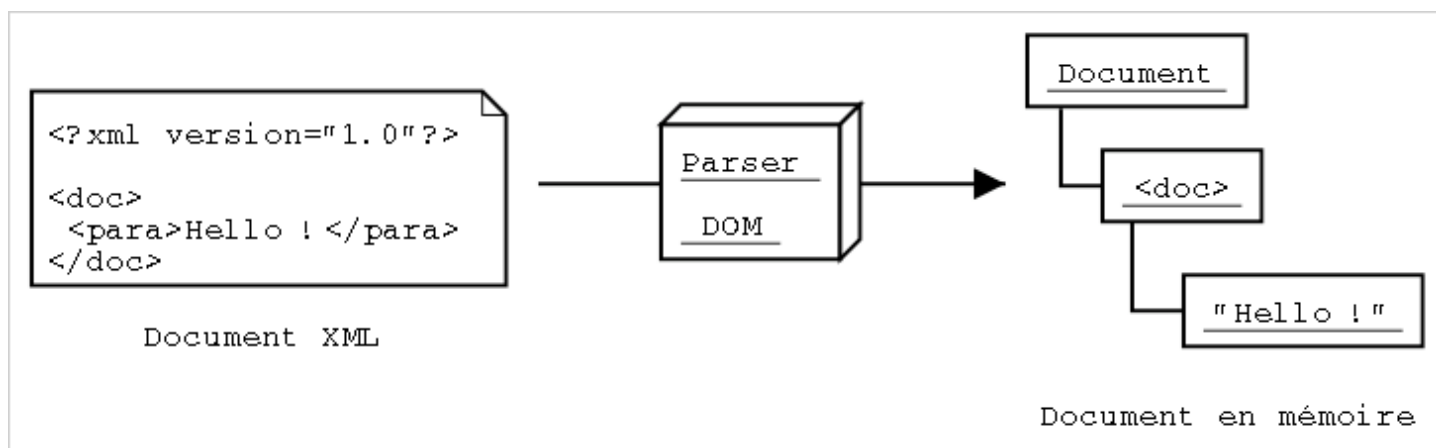 <?xml version="1.0"?>
<doc>
<para>Hello !</para>
</doc>
Document XML
Parser
DOM
Document
<doc>
"Hello !"
Document en mémoire